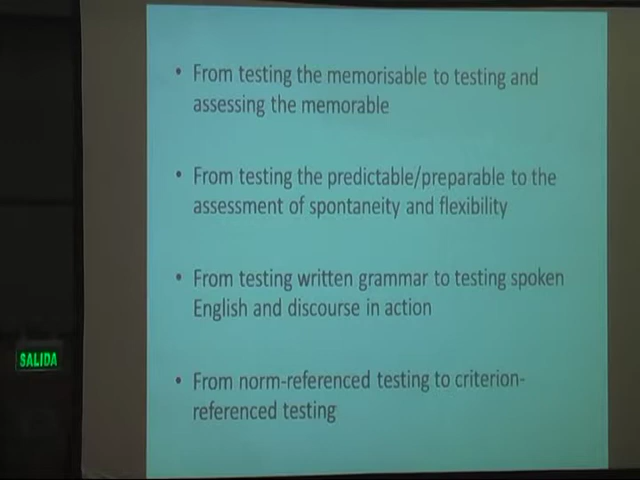 • From testing the memorisable to testing and
assessing the memorable
• From testing the predictable/preparable to the
assessment of spontaneity and flexibility
• From testing written grammar to testing spoken
English and discourse in action
• From norm-referenced testing to criterion-
referenced testing
SALIDA